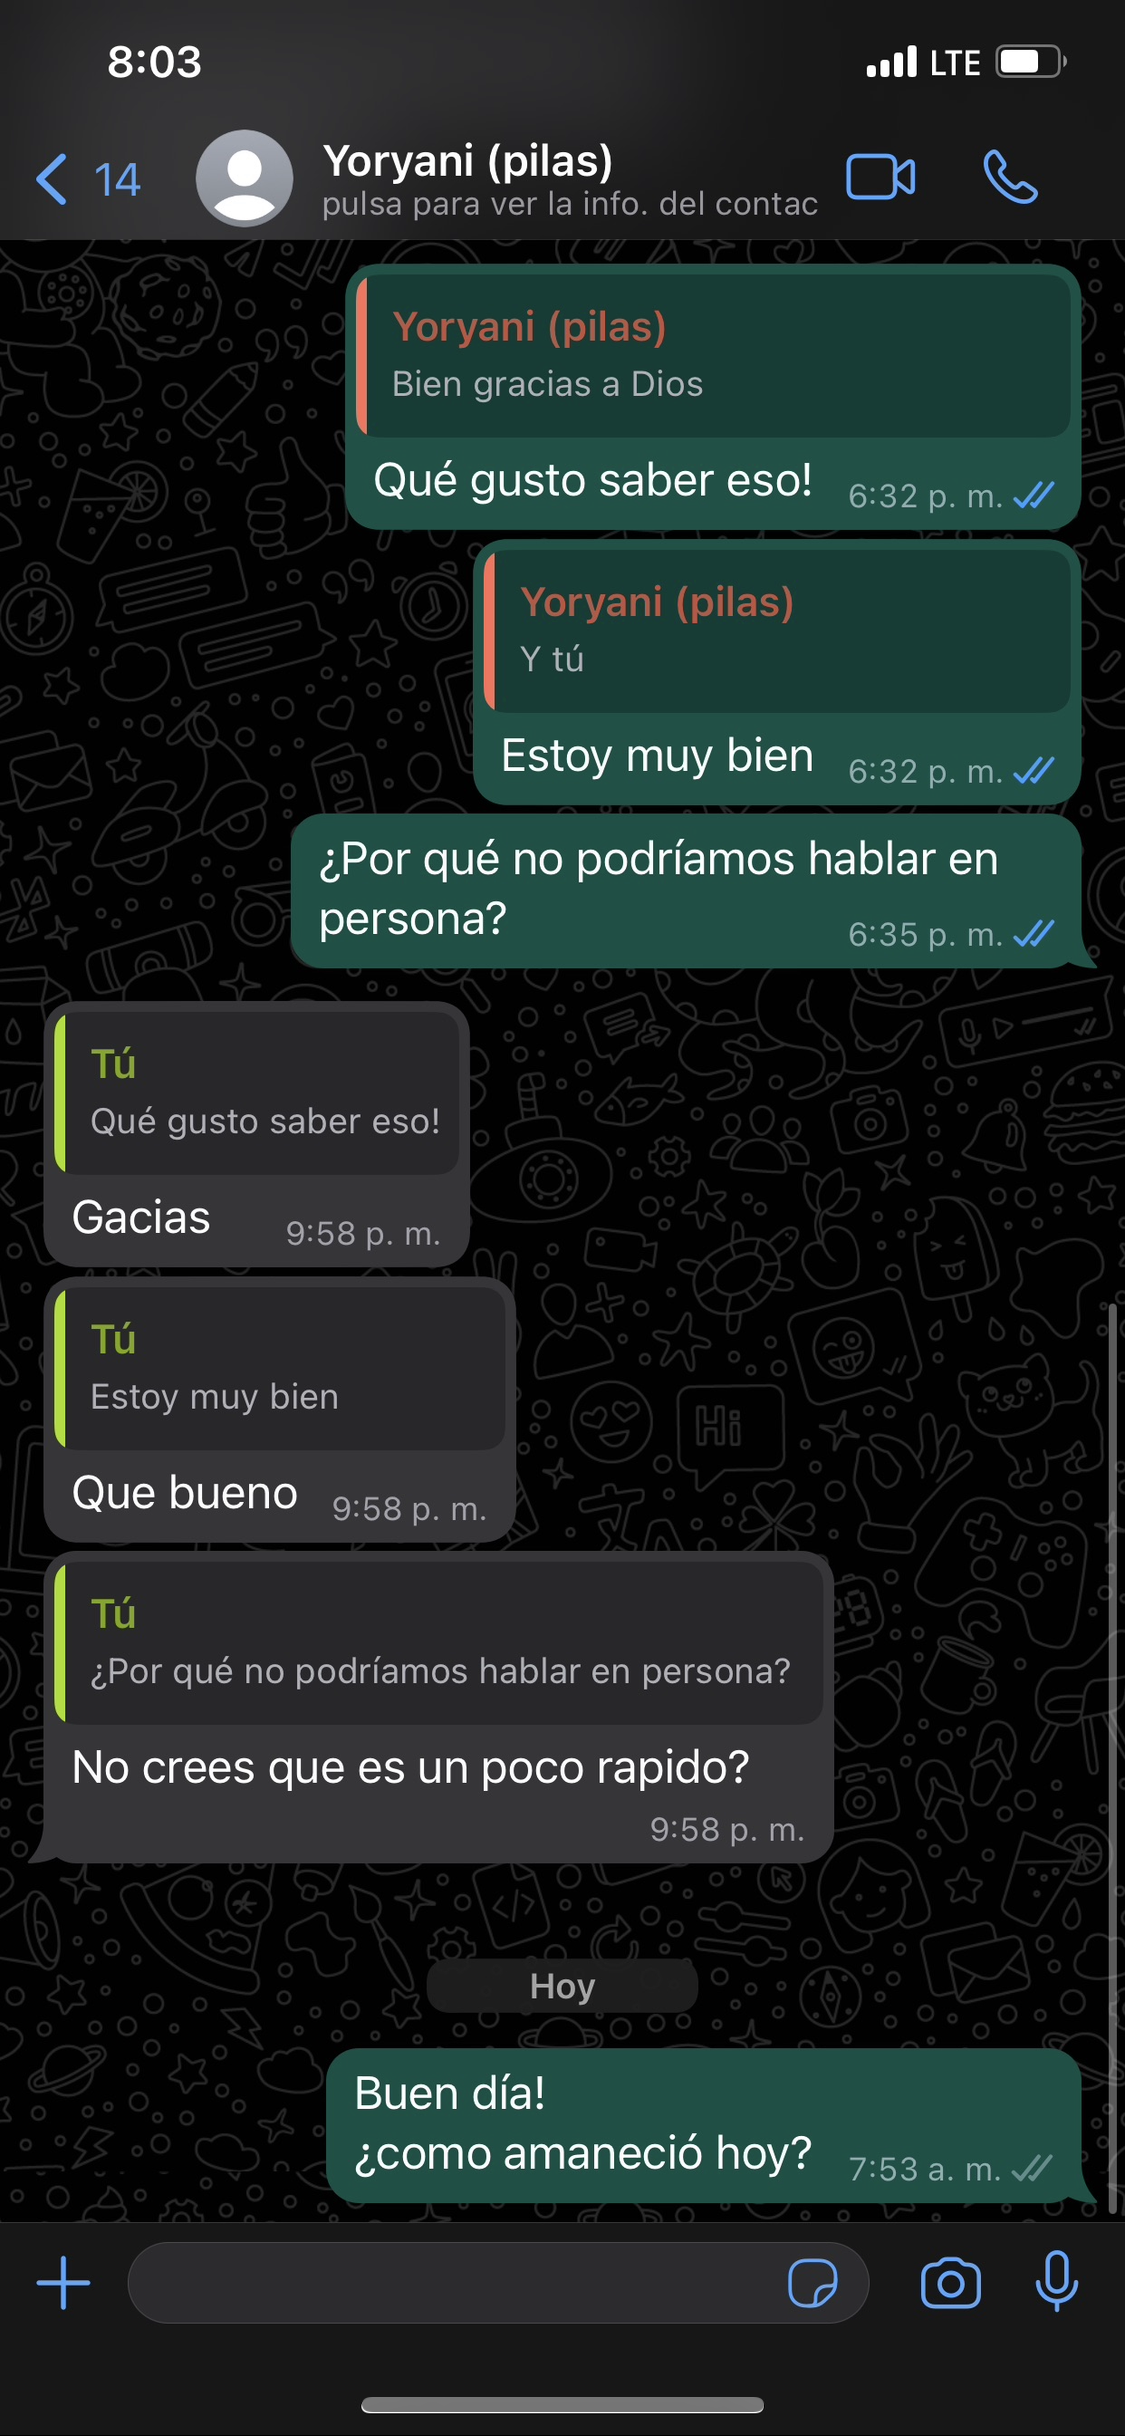 8:03
LTE
14
Yoryani (pilas)
pulsa para ver la info. del contac
Yoryani (pilas)
Bien gracias a Dios
Qué gusto saber eso!
6:32 p. m.
Yoryani (pilas)
Y tú
Estoy muy bien
6:32 p. m.
¿Por qué no podríamos hablar en
persona?
6:35 p. m.
Tú
Qué gusto saber eso!
Gacias
9:58 p. m.
Tú
Estoy muy bien
Que bueno
9:58 p. m.
Tú
¿Por qué no podríamos hablar en persona?
No crees que es un poco rapido?
9:58 p. m.
Hoy
Buen día!
¿como amaneció hoy?
7:53 a. m.
Hi